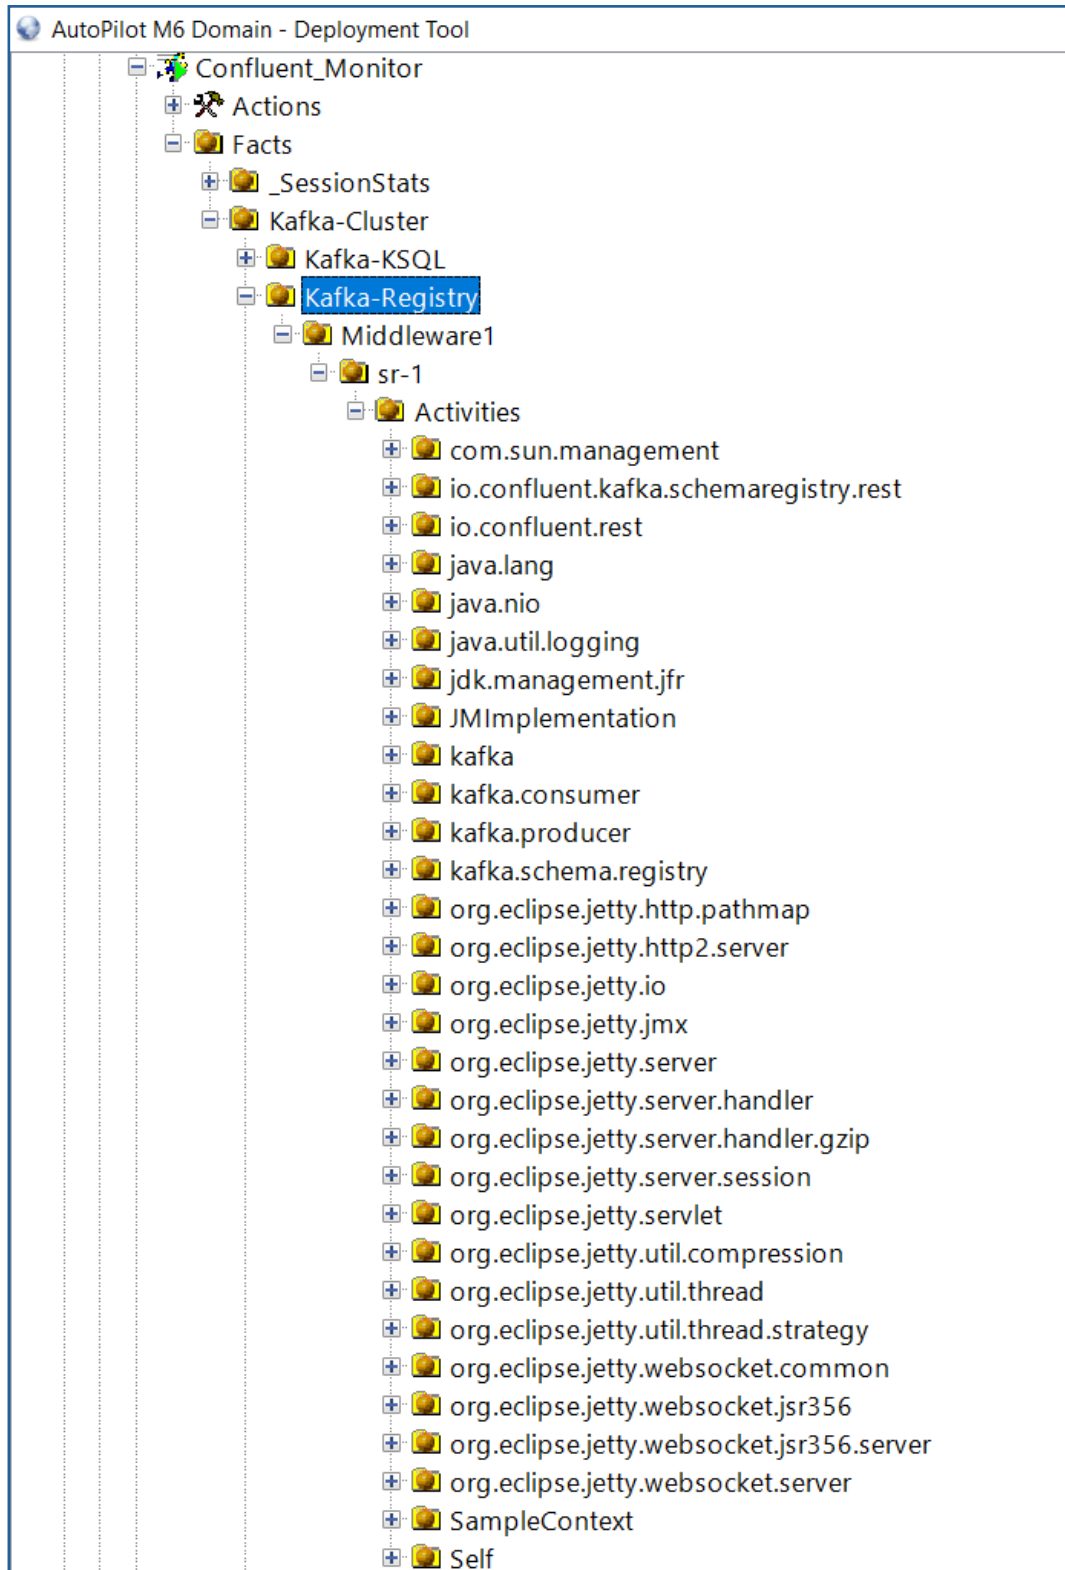 AutoPilot M6 Domain - Deployment Tool
Confluent_Monitor
Actions
Facts
_SessionStats
Kafka-Cluster
Kafka-KSQL
Kafka-Registry
Middleware1
sr-1
Activities
com.sun.management
io.confluent.kafka.schemaregistry.rest
io.confluent.rest
java.lang
java.nio
java.util.logging
jdk.management.jfr
JMImplementation
kafka
kafka.consumer
kafka.producer
kafka.schema.registry
org.eclipse.jetty.http.pathmap
org.eclipse.jetty.http2.server
org.eclipse.jetty.io
org.eclipse.jetty.jmx
org.eclipse.jetty.server
org.eclipse.jetty.server.handler
org.eclipse.jetty.server.handler.gzip
org.eclipse.jetty.server.session
org.eclipse.jetty.servlet
org.eclipse.jetty.util.compression
org.eclipse.jetty.util.thread
org.eclipse.jetty.util.thread.strategy
org.eclipse.jetty.websocket.common
org.eclipse.jetty.websocket.jsr356
org.eclipse.jetty.websocket.jsr356.server
org.eclipse.jetty.websocket.server
SampleContext
Self